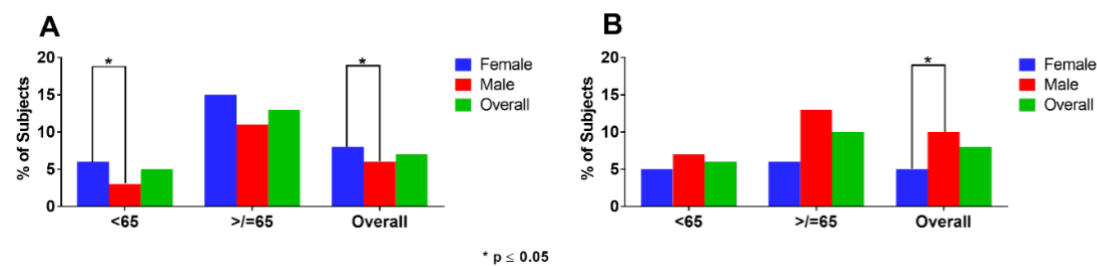 A
B
% of Subjects
20
15
10
5
0
*
*
<65
>/=65
Overall
Female
Male
Overall
% of Subjects
20
15
10
5
0
*
<65
>/=65
Overall
Female
Male
Overall
* p ≤ 0.05